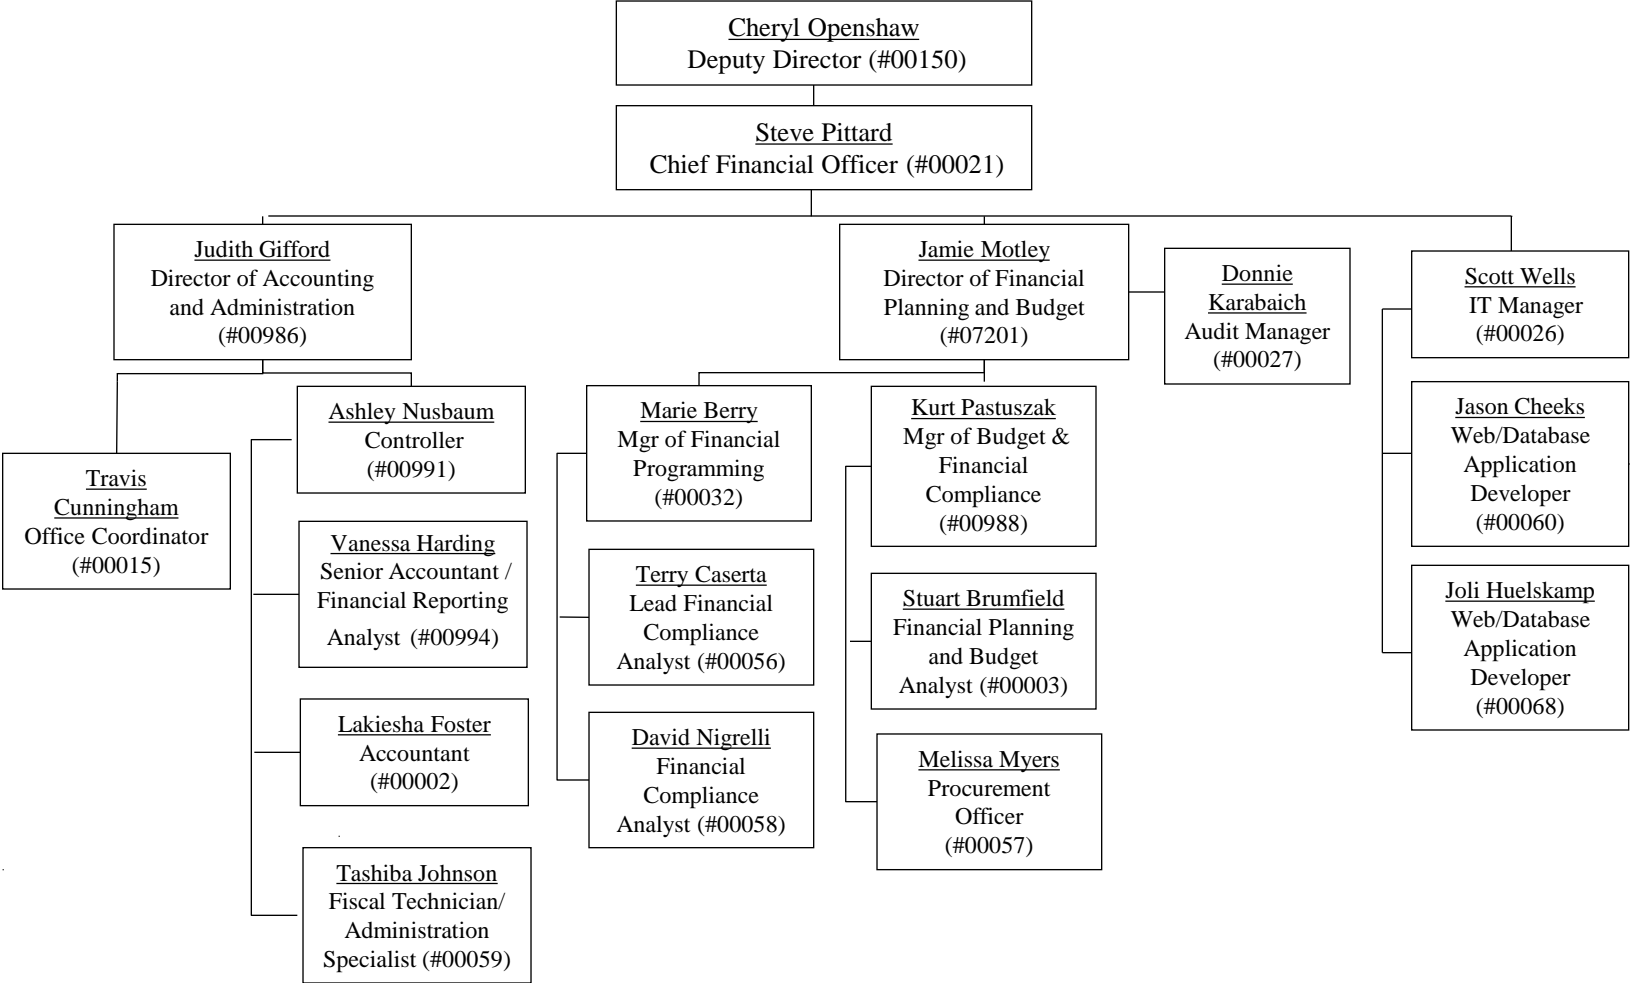 Cheryl Openshaw
Deputy Director (#00150)
Steve Pittard
Chief Financial Officer (#00021)
Judith Gifford
Director of Accounting
and Administration
(#00986)
Jamie Motley
Director of Financial
Planning and Budget
(#07201)
Donnie
Karabaich
Audit Manager
(#00027)
Scott Wells
IT Manager
(#00026)
Travis
Cunningham
Office Coordinator
(#00015)
Ashley Nusbaum
Controller
(#00991)
Vanessa Harding
Senior Accountant /
Financial Reporting
Analyst (#00994)
Lakiesha Foster
Accountant
(#00002)
Tashiba Johnson
Fiscal Technician/
Administration
Specialist (#00059)
Marie Berry
Mgr of Financial
Programming
(#00032)
Terry Caserta
Lead Financial
Compliance
Analyst (#00056)
David Nigrelli
Financial
Compliance
Analyst (#00058)
Kurt Pastuszak
Mgr of Budget &
Financial
Compliance
(#00988)
Stuart Brumfield
Financial Planning
and Budget
Analyst (#00003)
Melissa Myers
Procurement
Officer
(#00057)
Jason Cheeks
Web/Database
Application
Developer
(#00060)
Joli Huelskamp
Web/Database
Application
Developer
(#00068)